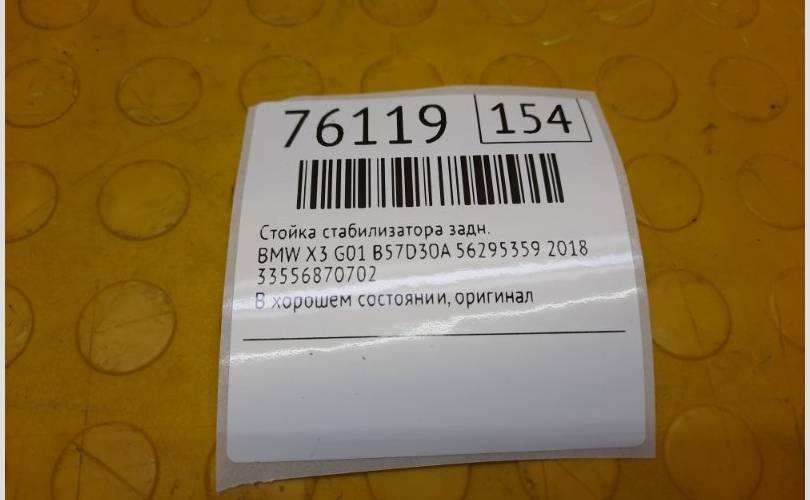 76119 154
Стойка стабилизатора задн.
BMW X3 G01 B57D30A 56295359 2018
33556870702
В хорошем состоянии, оригинал